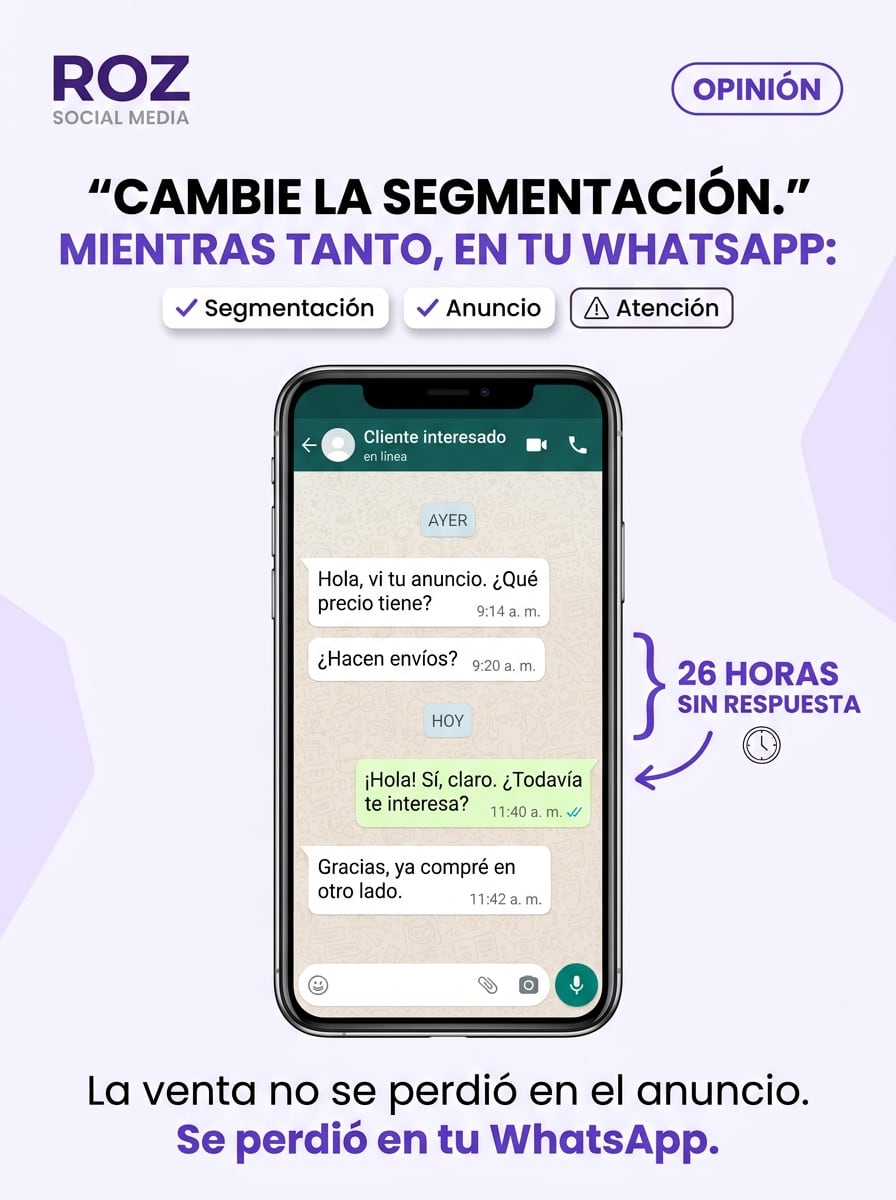 ROZ
SOCIAL MEDIA
OPINIÓN
“CAMBIE LA SEGMENTACIÓN.”
MIENTRAS TANTO, EN TU WHATSAPP:
Segmentación
Anuncio
Atención
Cliente interesado
en línea
AYER
Hola, vi tu anuncio. ¿Qué
precio tiene?
9:14 a. m.
¿Hacen envíos?
9:20 a. m.
26 HORAS
SIN RESPUESTA
HOY
¡Hola! Sí, claro. ¿Todavía
te interesa?
11:40 a. m.
Gracias, ya compré en
otro lado.
11:42 a. m.
La venta no se perdió en el anuncio.
Se perdió en tu WhatsApp.